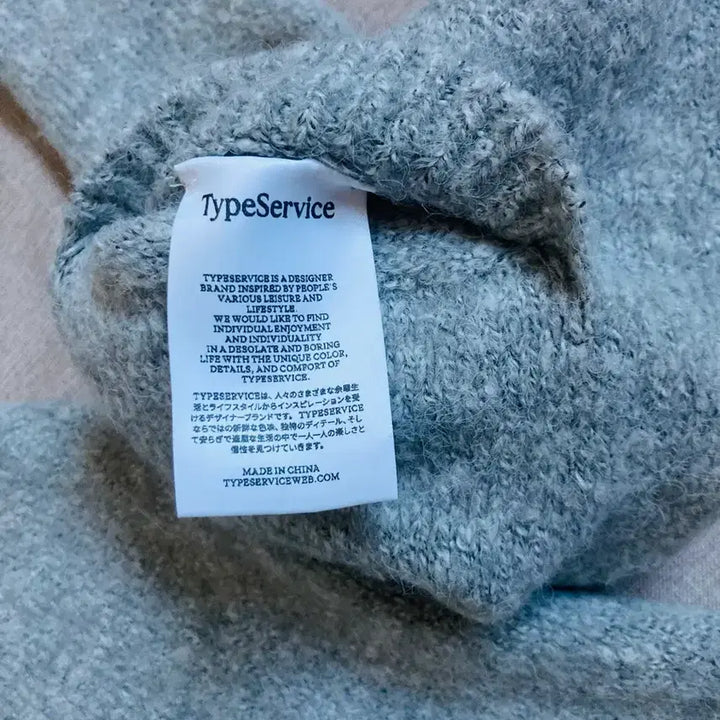 TypeService
TYPESERVICE IS A DESIGNER
BRAND INSPIRED BY PEOPLE'S
VARIOUS LEISURE AND
LIFESTYLE.
WE WOULD LIKE TO FIND
INDIVIDUAL ENJOYMENT
AND INDIVIDUALITY
IN A DESOLATE AND BORING
LIFE WITH THE UNIQUE COLOR,
DETAILS, AND COMFORT OF
TYPESERVICE.
TYPESERVICEは、人々のさまざまな余暇生
活とライフスタイルからインスピレーションを受
けるデザイナーブランドです。 TYPESERVICE
ならではの新鮮な色感、独特のディテール、そし
て安らぎで退屈な生活の中で一人一人の楽しさと
個性を見つけていきます。
MADE IN CHINA
TYPESERVICEWEB.COM